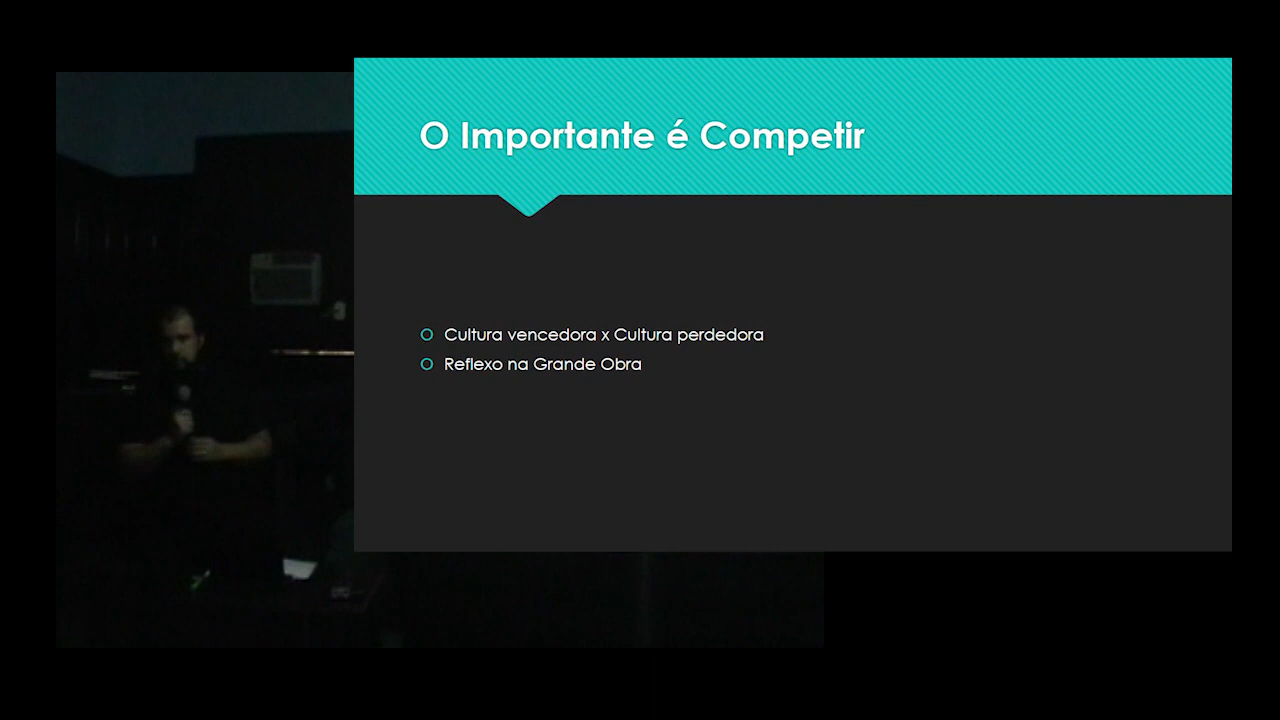 O Importante é Competir
Cultura vencedora x Cultura perdedora
Reflexo na Grande Obra